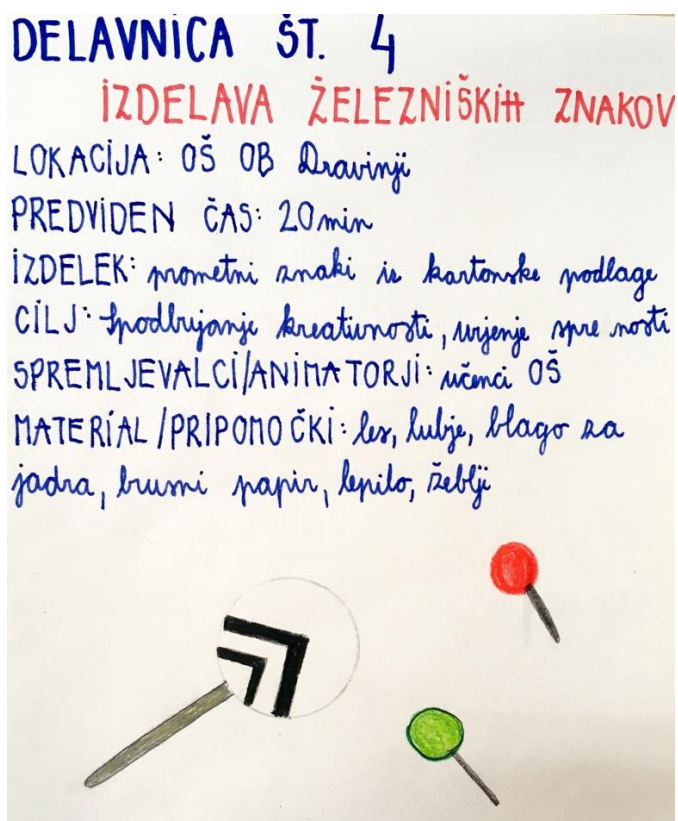 DELAVNICA ŠT. 4
IZDELAVA ŽELEZNIŠKIH ZNAKOV
LOKACIJA: OŠ OB Dravinji
PREDVIDEN ČAS: 20 min
IZDELEK: prometni znaki iz kartonske podlage
CILJ: Spodbujanje kreativnosti, urjenje spre nosti
SPREMLJEVALCI/ANIMATORJI: učenci OŠ
MATERIAL/PRIPOMOČKI: les, lubje, blago za
jadra, brusni papir, lepilo, žeblji